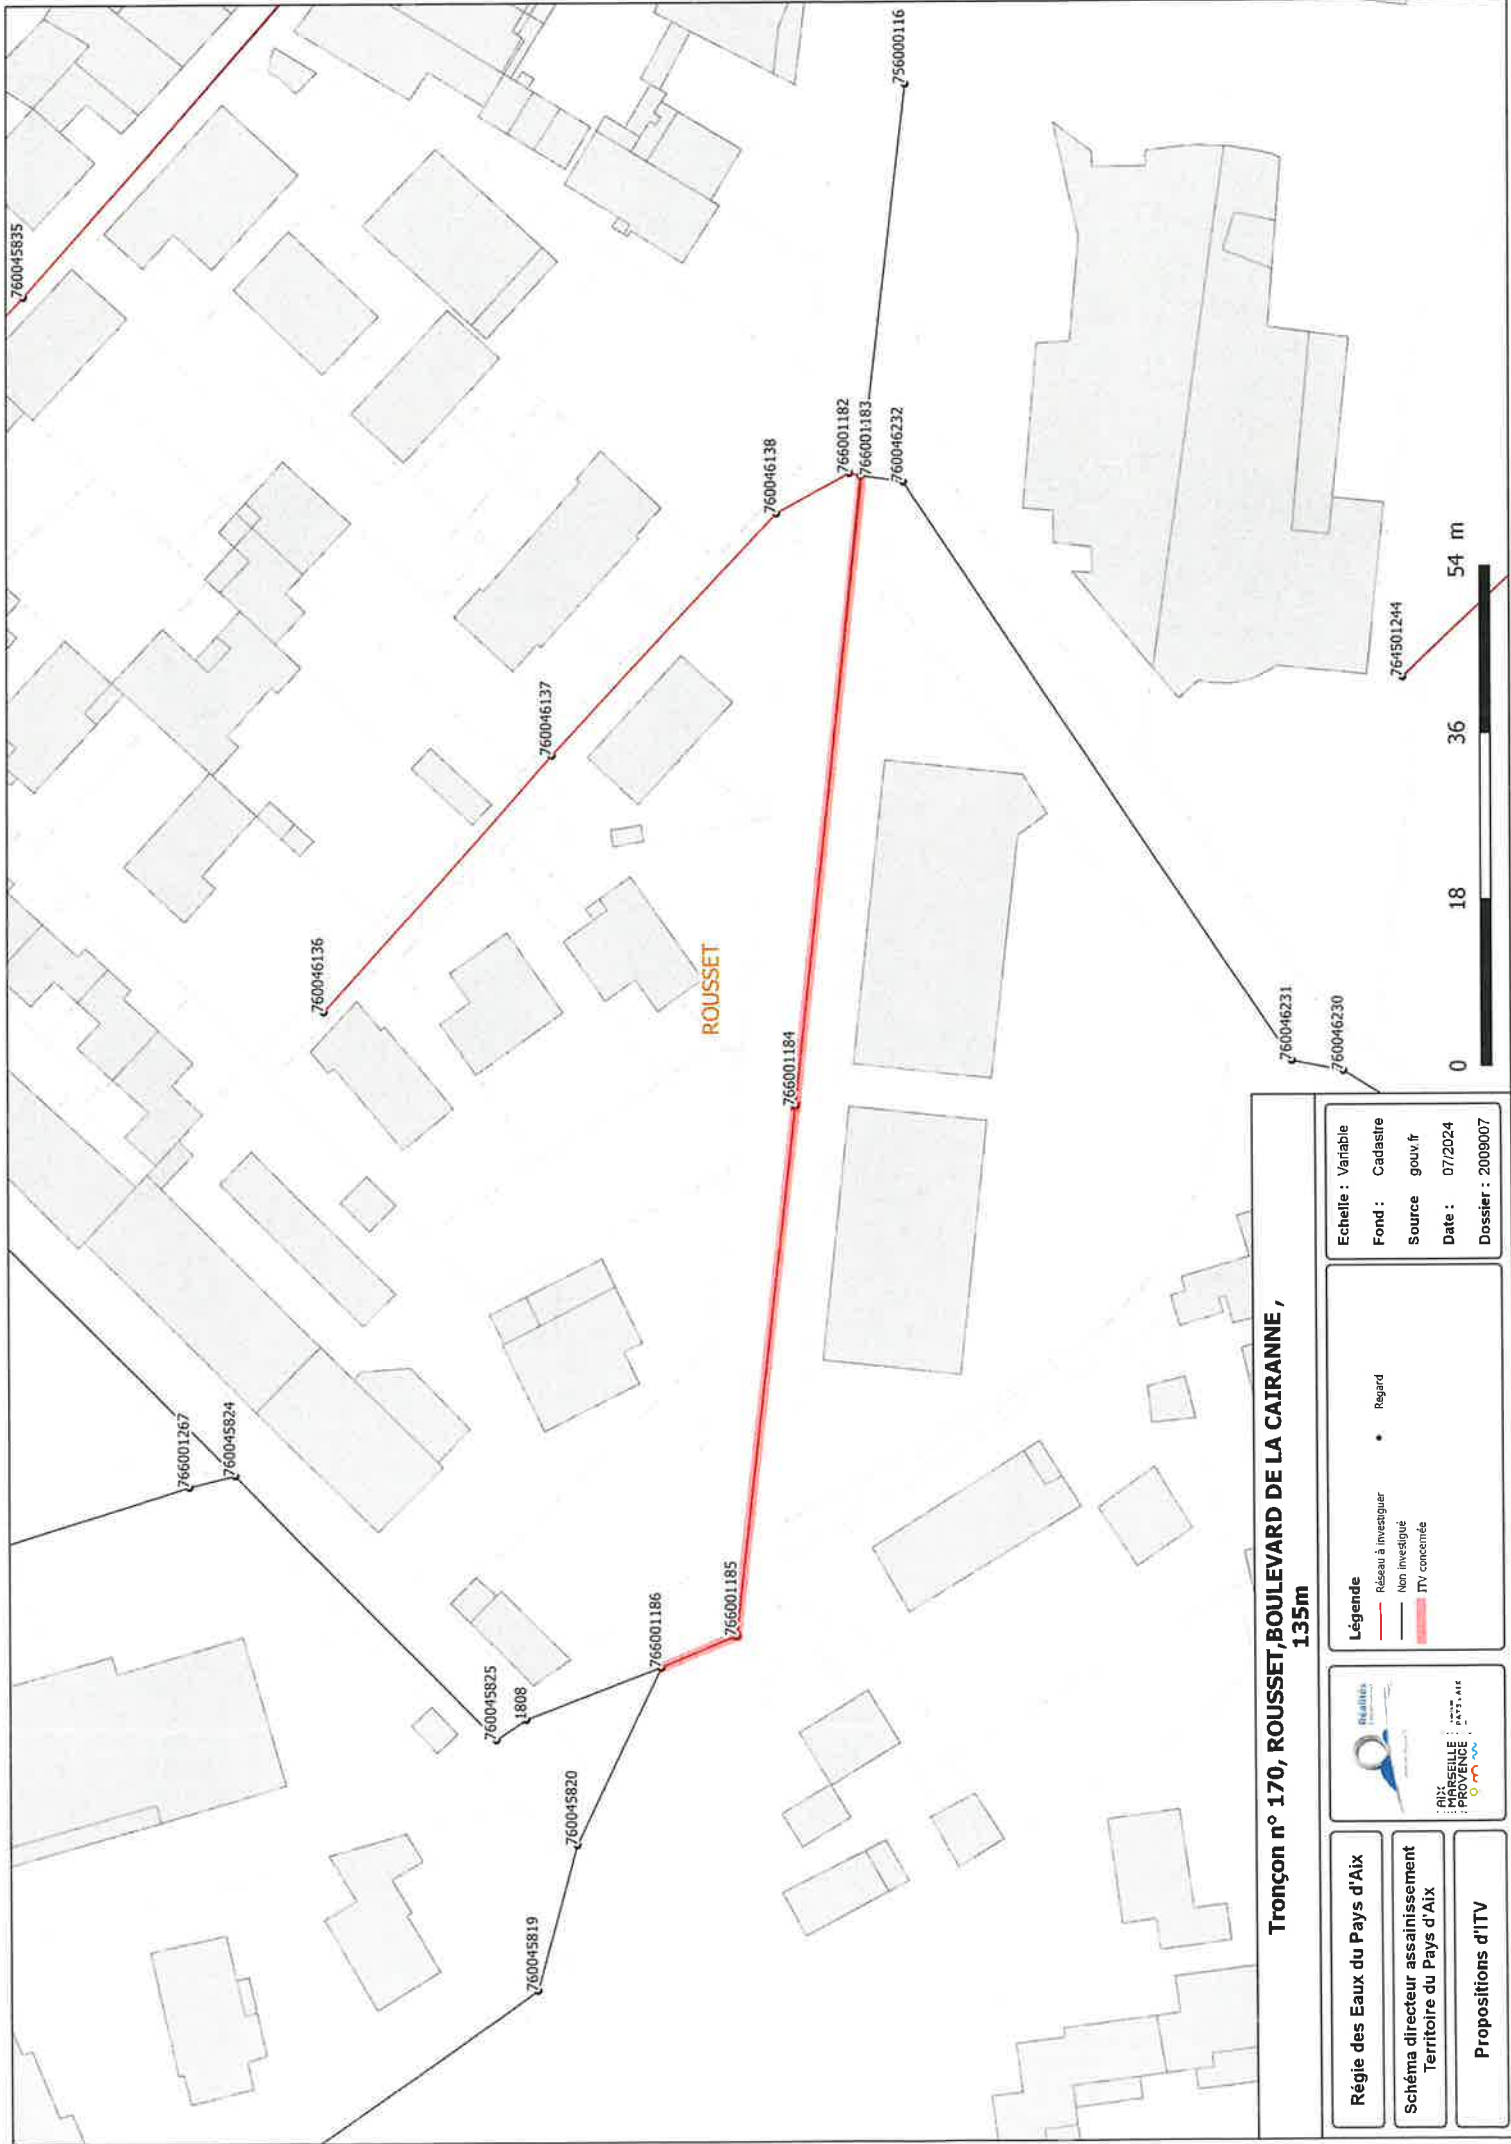 760045835
756000116
766001182
766001183
760046232
760046138
764501244
760046137
760046136
ROUSSET
766001184
760046231
760046230
766001267
760045824
766001185
766001186
760045825
1808
760045820
760045819
0 18 36 54 m
Tronçon n° 170, ROUSSET,BOULEVARD DE LA CAIRANNE ,
135m
Régie des Eaux du Pays d'Aix
Schéma directeur assainissement
Territoire du Pays d'Aix
Propositions d'ITV
Réalités
AIX
MARSEILLE
PROVENCE
PAYS D'AIX
Légende
Réseau à investiguer
Non investigué
ITV concernée
Regard
Echelle : Variable
Fond : Cadastre
Source gouv.fr
Date : 07/2024
Dossier : 2009007